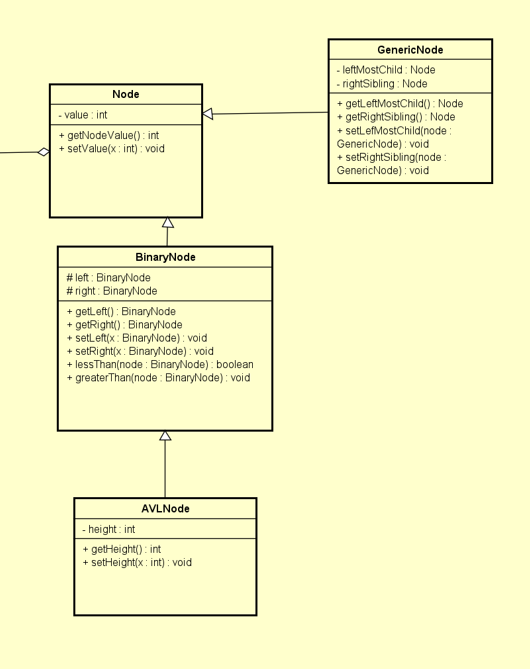 GenericNode
- leftMostChild : Node
- rightSibling : Node
+ getLeftMostChild() : Node
+ getRightSibling() : Node
+ setLefMostChild(node :
GenericNode) : void
+ setRightSibling(node :
GenericNode) : void
Node
- value : int
+ getNodeValue() : int
+ setValue(x : int) : void
BinaryNode
# left : BinaryNode
# right : BinaryNode
+ getLeft() : BinaryNode
+ getRight() : BinaryNode
+ setLeft(x : BinaryNode) : void
+ setRight(x : BinaryNode) : void
+ lessThan(node : BinaryNode) : boolean
+ greaterThan(node : BinaryNode) : void
AVLNode
- height : int
+ getHeight() : int
+ setHeight(x : int) : void